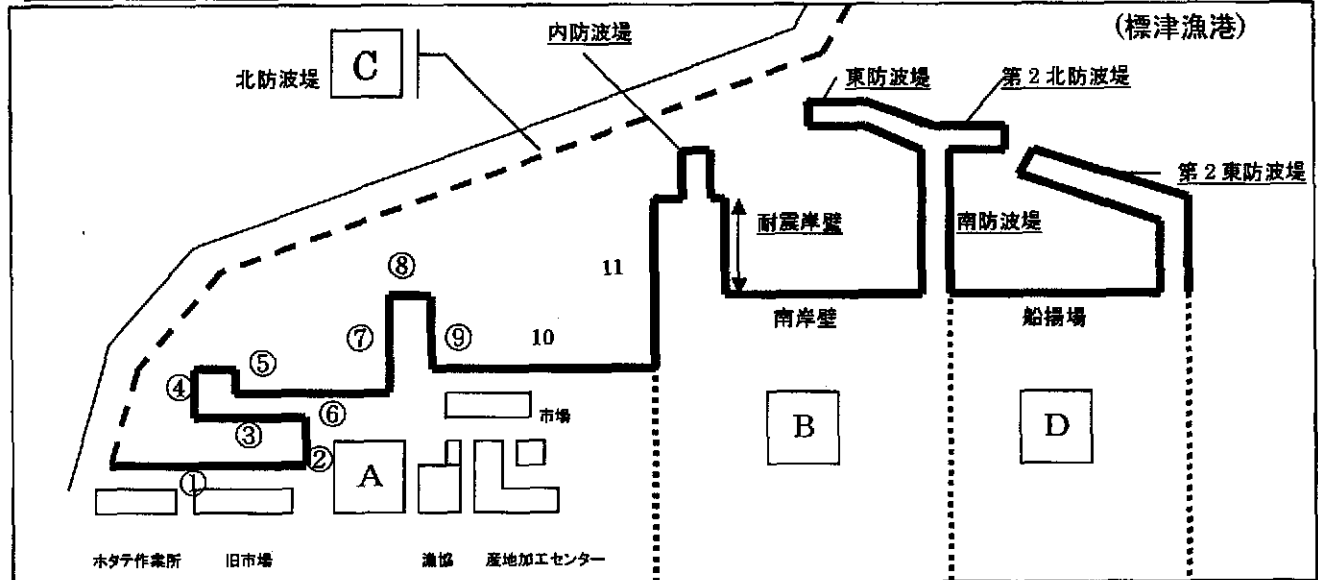 (標津漁港)
内防波堤
北防波堤
C
東防波堤
第2北防波堤
第2東防波堤
耐震岸壁
南防波堤
⑧
11
南岸壁
船揚場
⑦
⑨
10
⑤
④
⑥
市場
③
②
①
A
B
D
ホタテ作業所
旧市場
漁協
産地加工センター